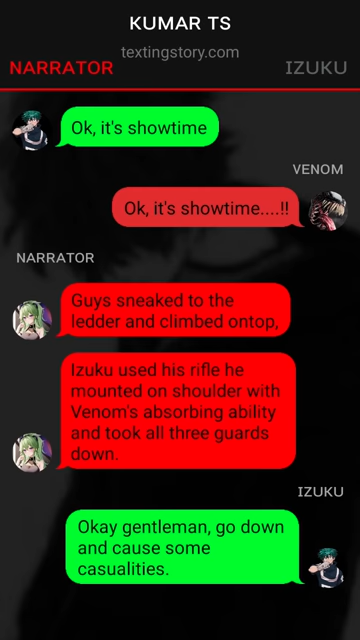 KUMAR TS
textingstory.com
NARRATOR
IZUKU
Ok, it's showtime
VENOM
Ok, it's showtime....!!
NARRATOR
Guys sneaked to the
ledder and climbed ontop,
Izuku used his rifle he
mounted on shoulder with
Venom's absorbing ability
and took all three guards
down.
IZUKU
Okay gentleman, go down
and cause some
casualities.